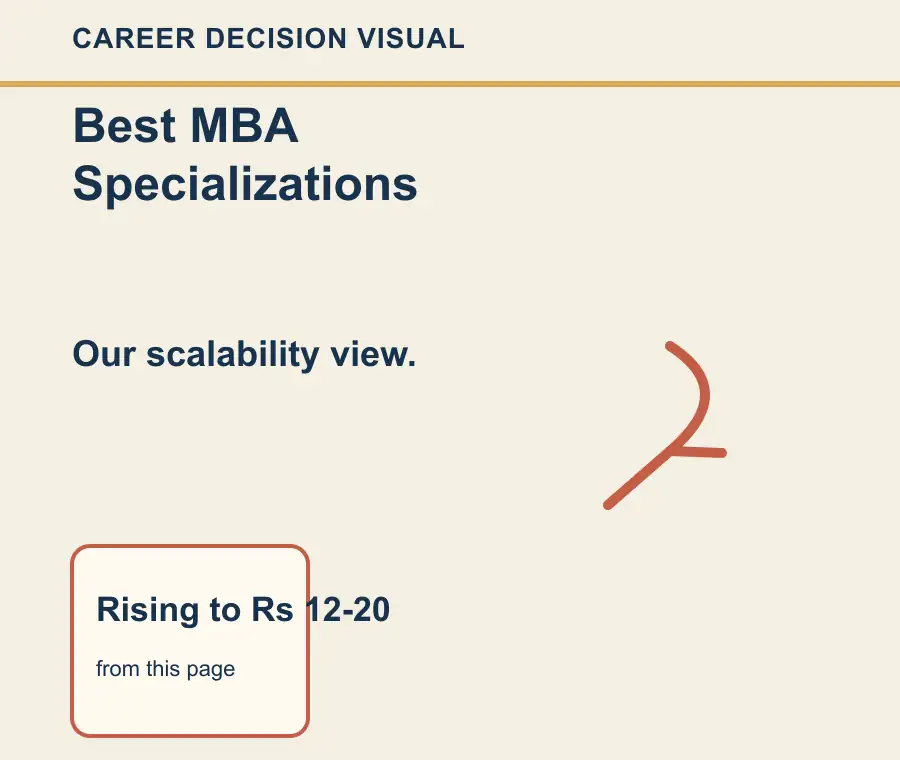 CAREER DECISION VISUAL
Best MBA
Specializations
Our scalability view.
Rising to Rs 12-20
from this page